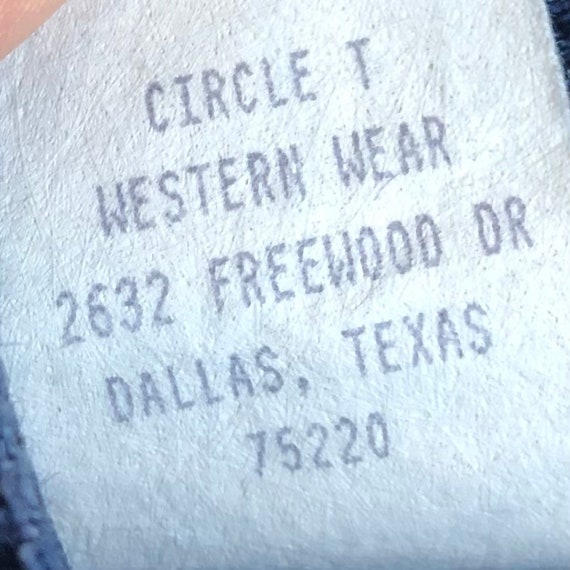 CIRCLE T
WESTERN WEAR
2632 FREEWOOD DR
DALLAS, TEXAS
75220